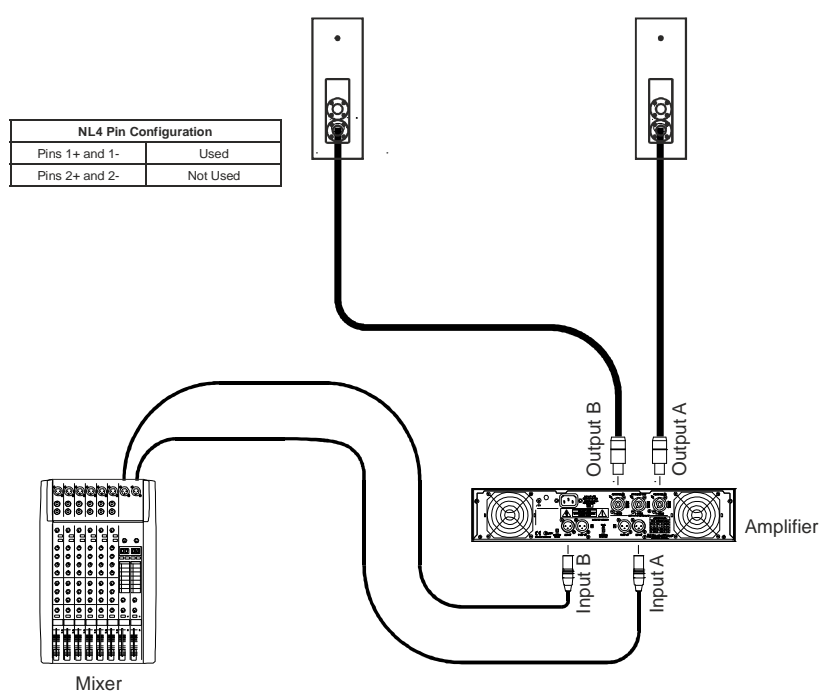 NL4 Pin Configuration
Pins 1+ and 1- Used
Pins 2+ and 2- Not Used
Output B
Output A
Amplifier
Input B
Input A
Mixer